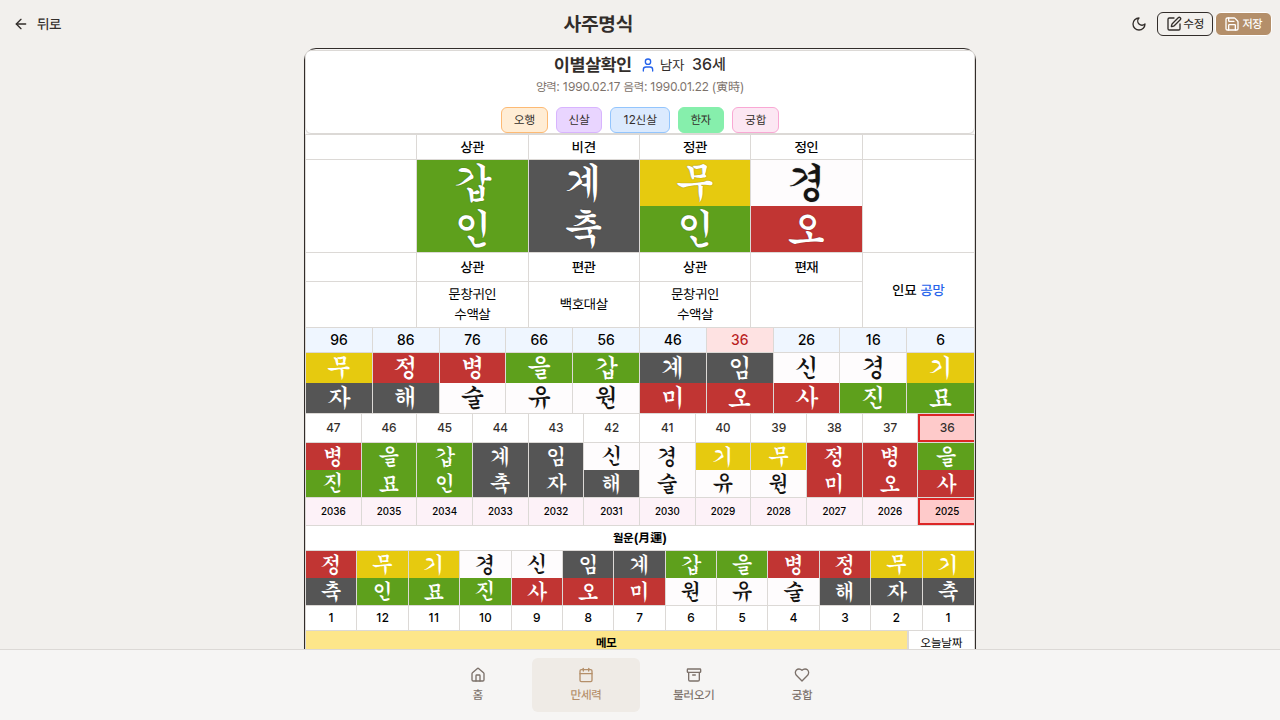 뒤로 사주명식 수정 저장
이별살확인 남자 36세
양력: 1990.02.17 음력: 1990.01.22 (寅時)
오행 신살 12신살 한자 궁합
상관 비견 정관 정인
갑 계 무 경
인 축 인 오
상관 편관 상관 편재
인묘 공망
문창귀인 백호대살 문창귀인
수액살 수액살
96 86 76 66 56 46 36 26 16 6
무 정 병 을 갑 계 임 신 경 기
자 해 술 유 원 미 오 사 진 묘
47 46 45 44 43 42 41 40 39 38 37 36
병 을 갑 계 임 신 경 기 무 정 병 을
진 묘 인 축 자 해 술 유 원 미 오 사
2036 2035 2034 2033 2032 2031 2030 2029 2028 2027 2026 2025
월운(月運)
정 무 기 경 신 임 계 갑 을 병 정 무 기
축 인 묘 진 사 오 미 원 유 술 해 자 축
1 12 11 10 9 8 7 6 5 4 3 2 1
메모 오늘날짜
홈 만세력 불러오기 궁합